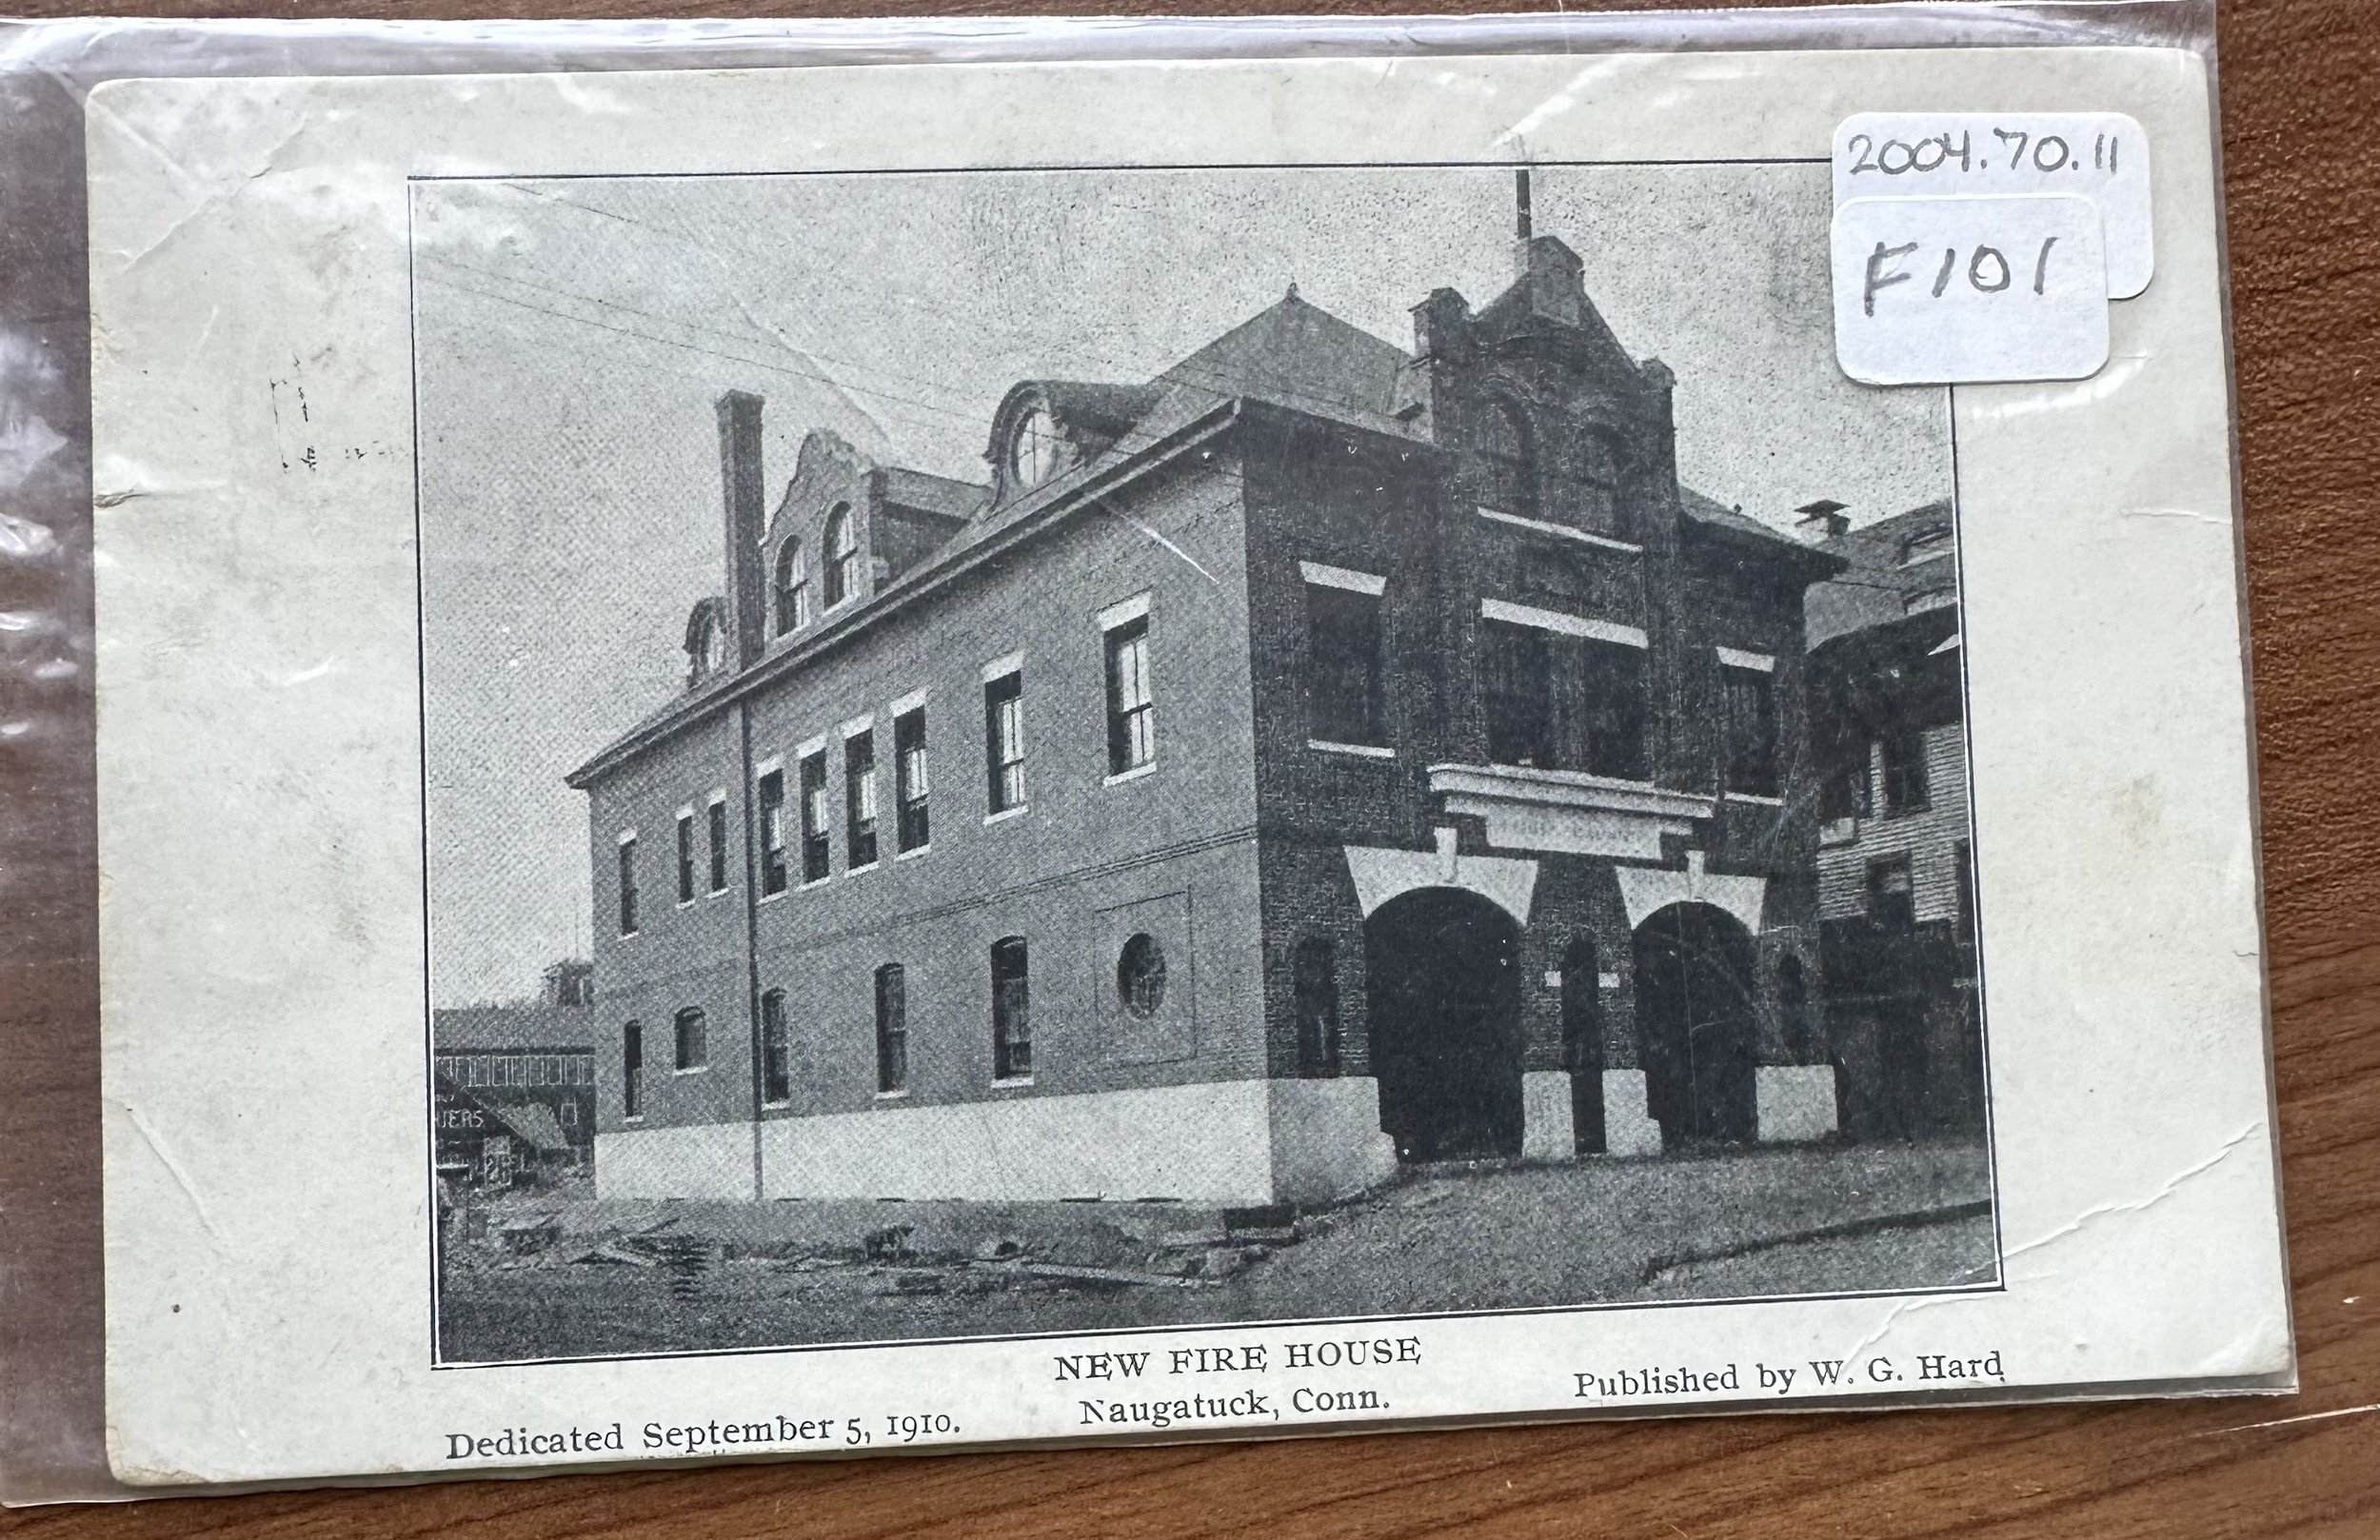 2004.70.11
F101
NEW FIRE HOUSE
Naugatuck, Conn.
Dedicated September 5, 1910.
Published by W. G. Hard